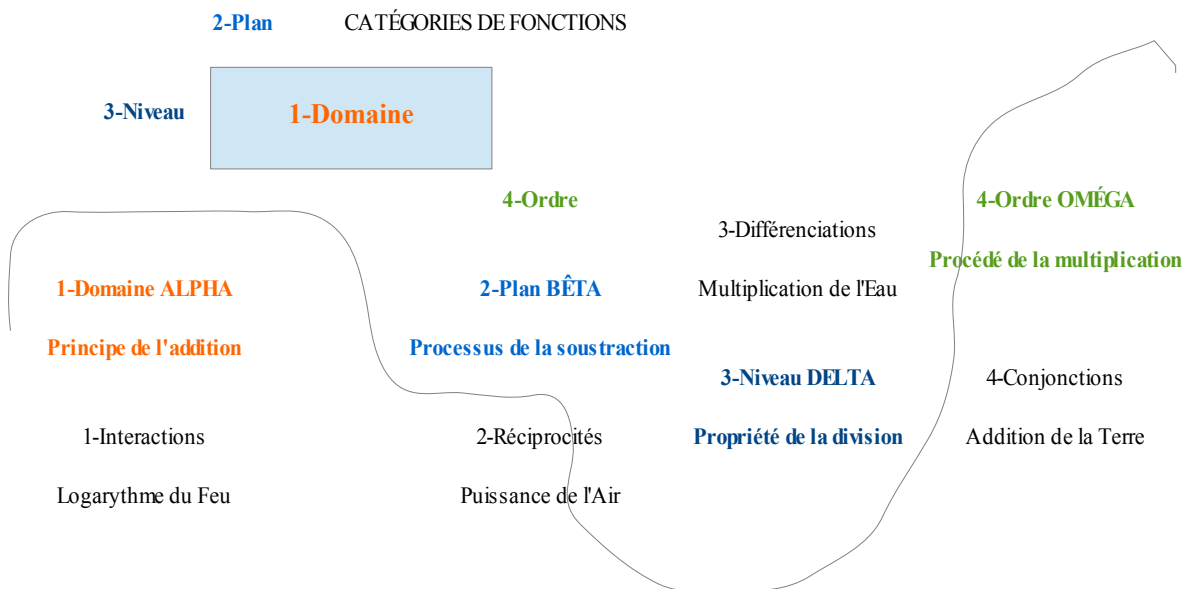 2-Plan
CATÉGORIES DE FONCTIONS
3-Niveau
1-Domaine
4-Ordre
1-Domaine ALPHA
Principe de l'addition
1-Interactions
Logarythme du Feu
2-Plan BÊTA
Processus de la soustraction
2-Réciprocités
Puissance de l'Air
3-Différenciations
Multiplication de l'Eau
3-Niveau DELTA
Propriété de la division
4-Ordre OMÉGA
Procédé de la multiplication
4-Conjonctions
Addition de la Terre